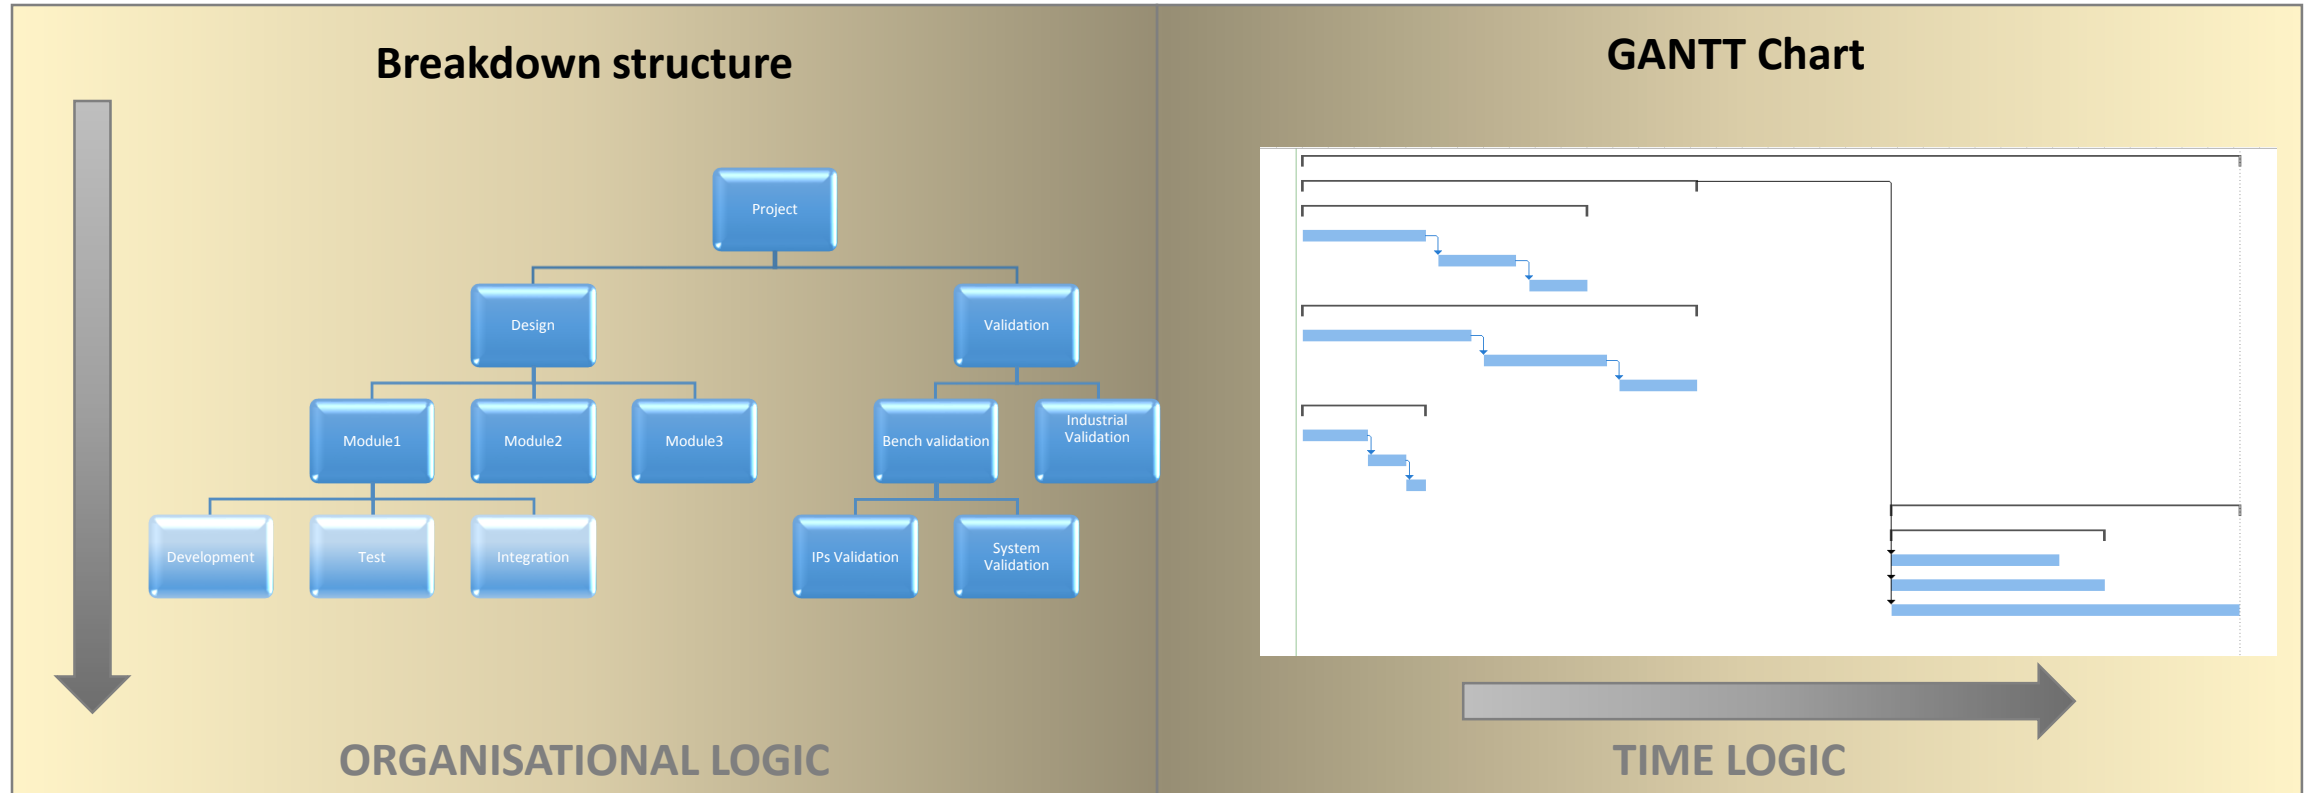 Breakdown structure
GANTT Chart
Project
Design
Validation
Module1
Module2
Module3
Bench validation
Industrial
Validation
Development
Test
Integration
IPs Validation
System
Validation
ORGANISATIONAL LOGIC
TIME LOGIC